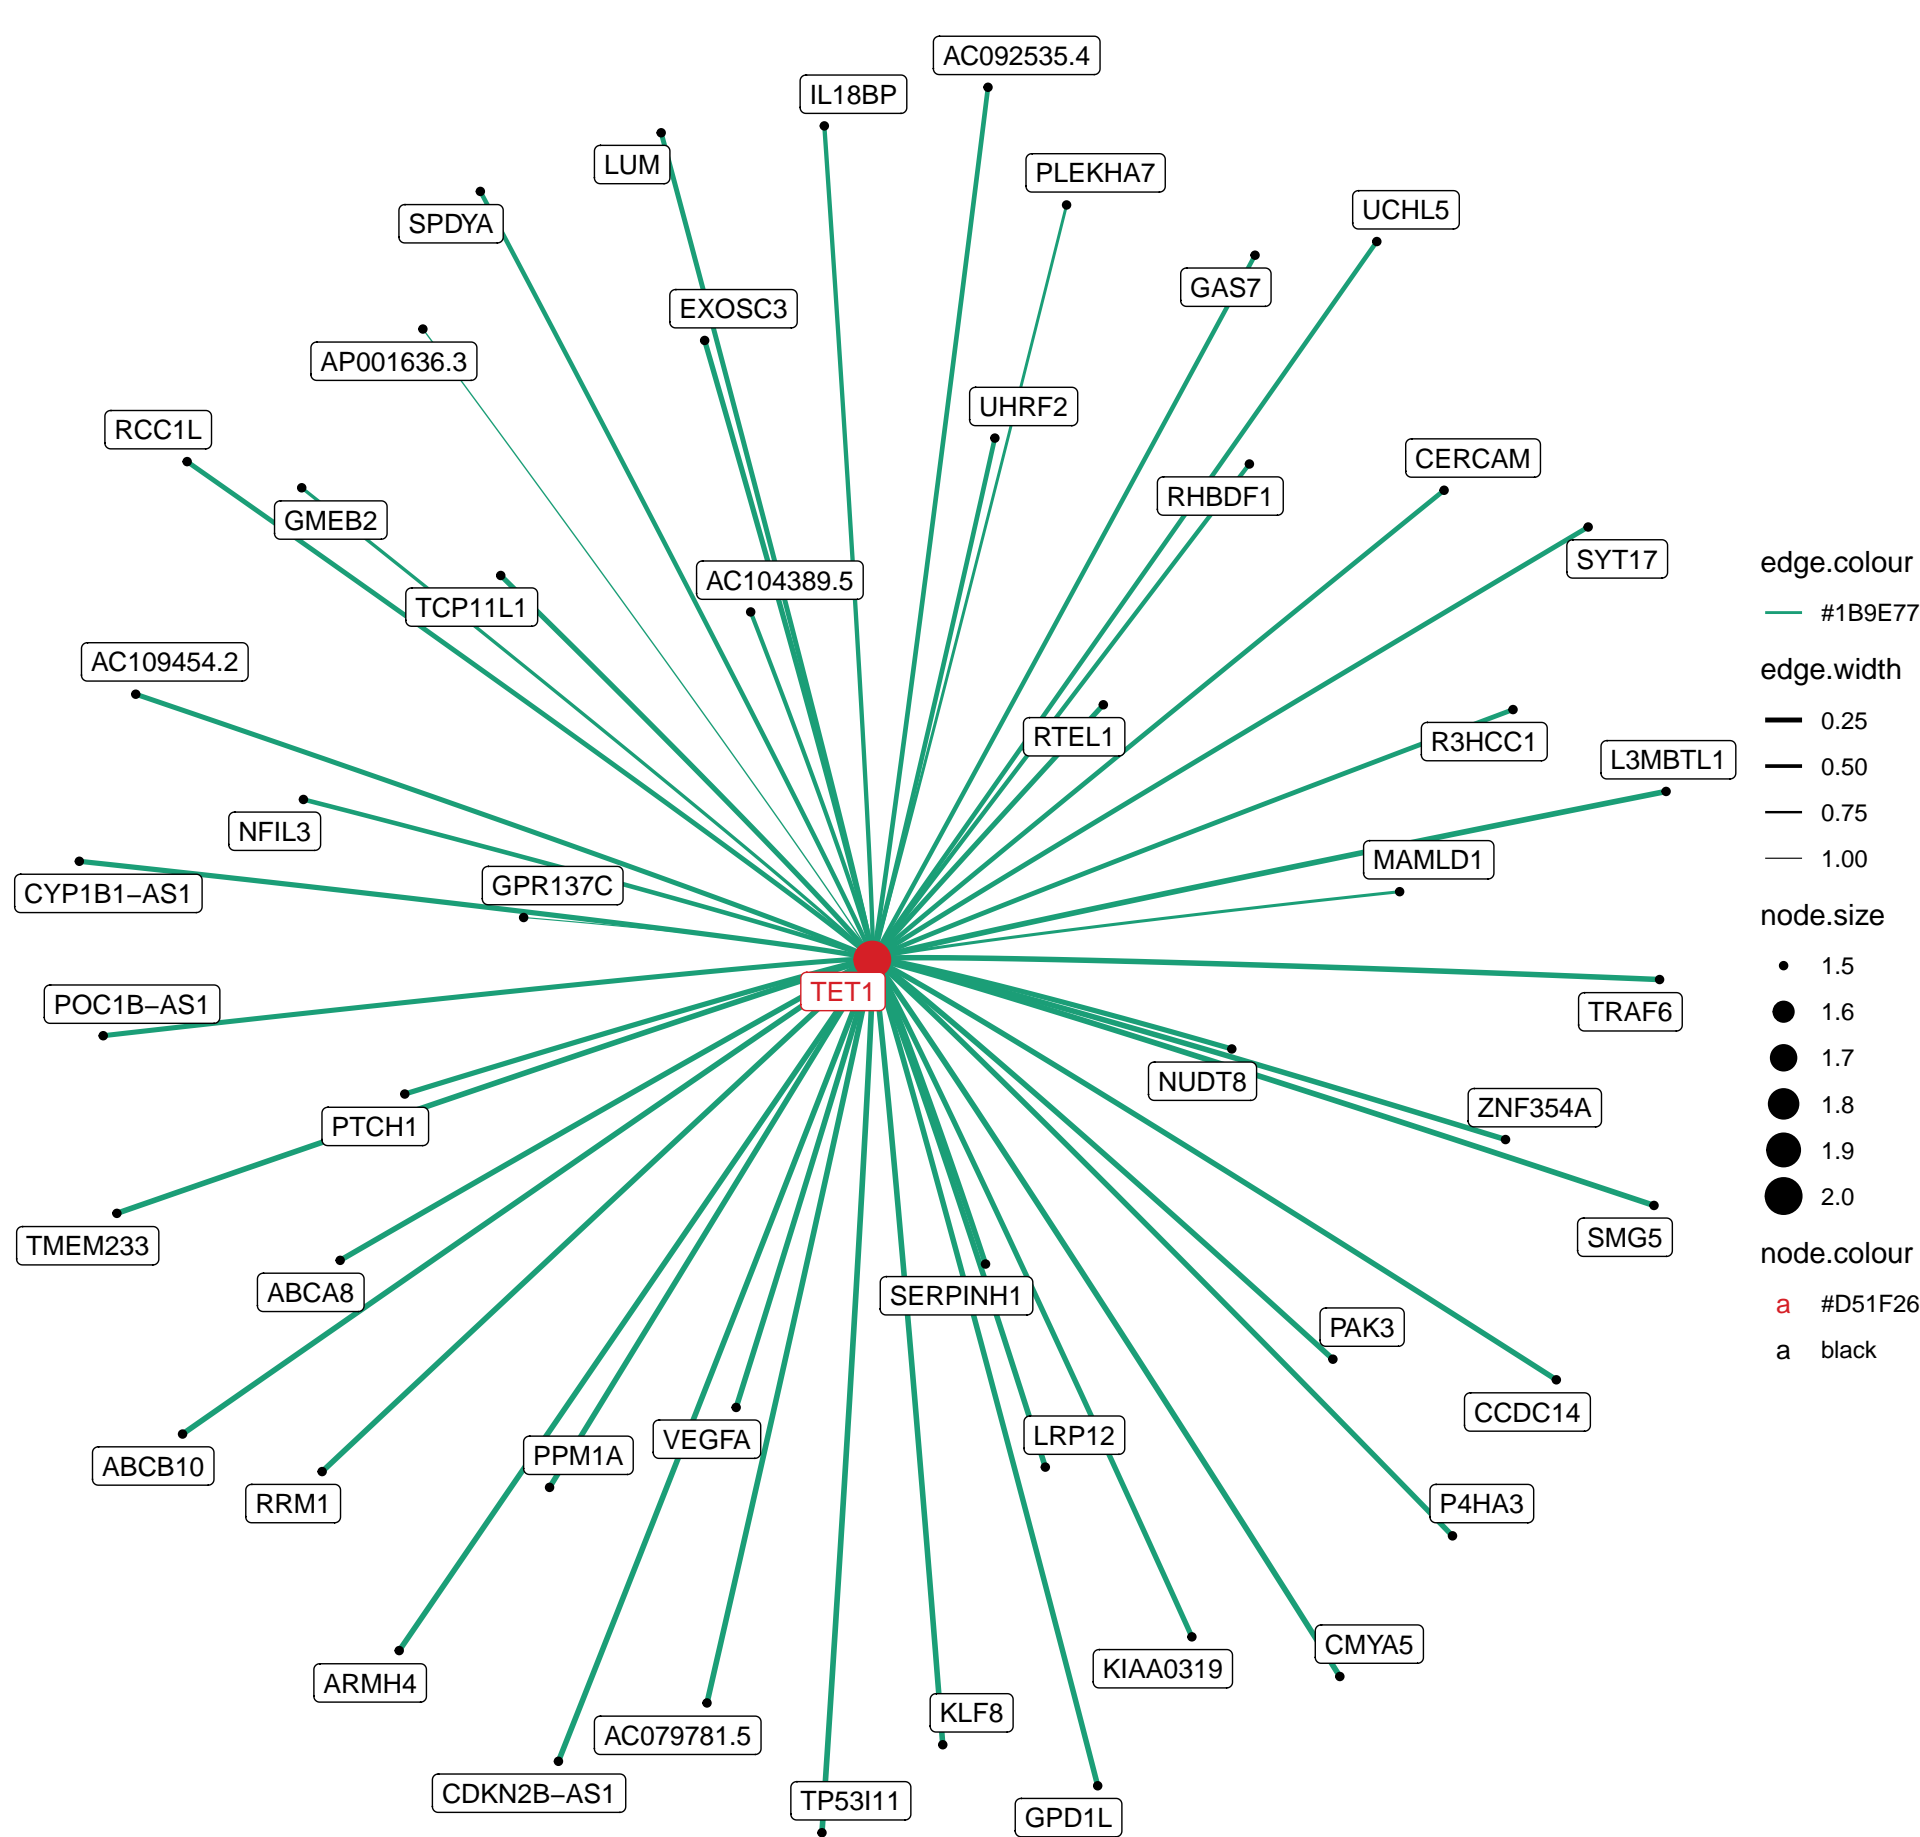 AC092535.4
IL18BP
LUM
PLEKHA7
UCHL5
SPDYA
GAS7
EXOSC3
AP001636.3
UHRF2
RCC1L
CERCAM
RHBDF1
GMEB2
SYT17
AC104389.5
TCP11L1
AC109454.2
RTEL1
R3HCC1
L3MBTL1
NFIL3
MAMLD1
GPR137C
CYP1B1−AS1
TET1
POC1B−AS1
TRAF6
NUDT8
ZNF354A
PTCH1
SMG5
TMEM233
ABCA8
SERPINH1
PAK3
CCDC14
LRP12
VEGFA
PPM1A
ABCB10
RRM1
P4HA3
CMYA5
KIAA0319
ARMH4
KLF8
AC079781.5
CDKN2B−AS1
TP53I11
GPD1L
edge.colour
#1B9E77
edge.width
0.25
0.50
0.75
1.00
node.size
1.5
1.6
1.7
1.8
1.9
2.0
node.colour
a #D51F26
a black